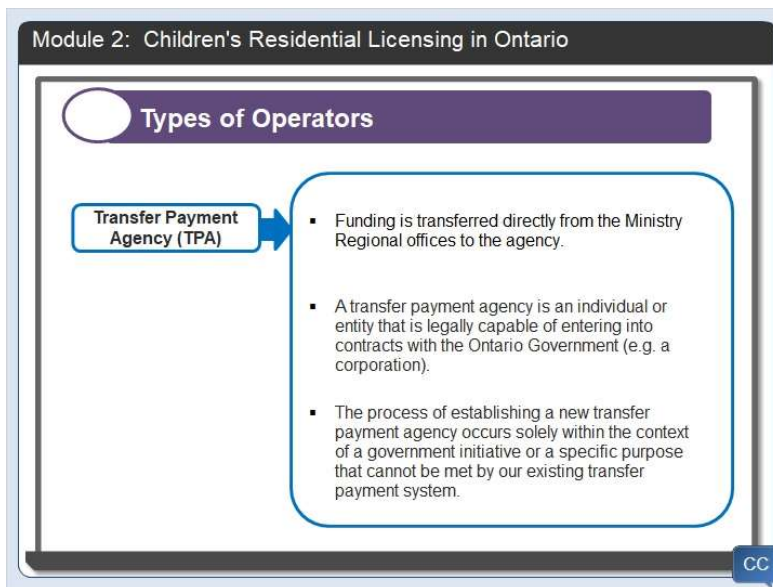 Module 2: Children's Residential Licensing in Ontario
Types of Operators
Transfer Payment
Agency (TPA)
▪ Funding is transferred directly from the Ministry
Regional offices to the agency.
▪ A transfer payment agency is an individual or
entity that is legally capable of entering into
contracts with the Ontario Government (e.g. a
corporation).
▪ The process of establishing a new transfer
payment agency occurs solely within the context
of a government initiative or a specific purpose
that cannot be met by our existing transfer
payment system.
CC